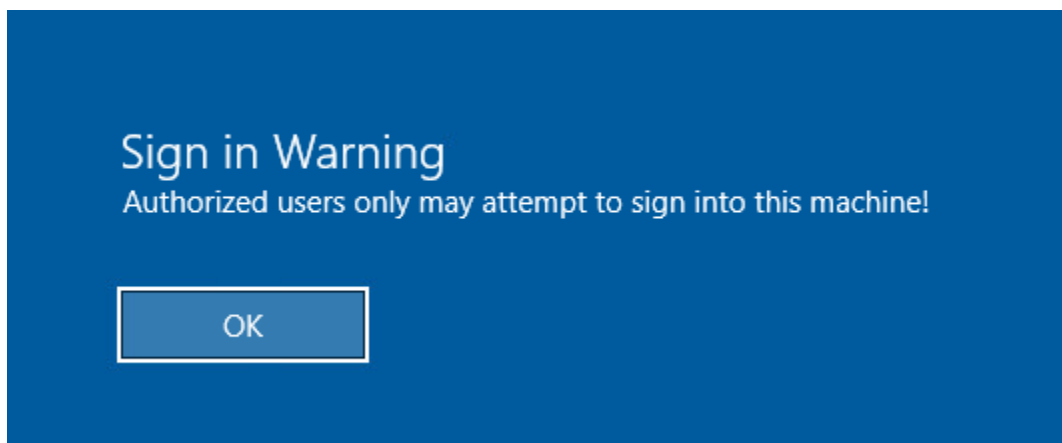 Sign in Warning
Authorized users only may attempt to sign into this machine!
OK